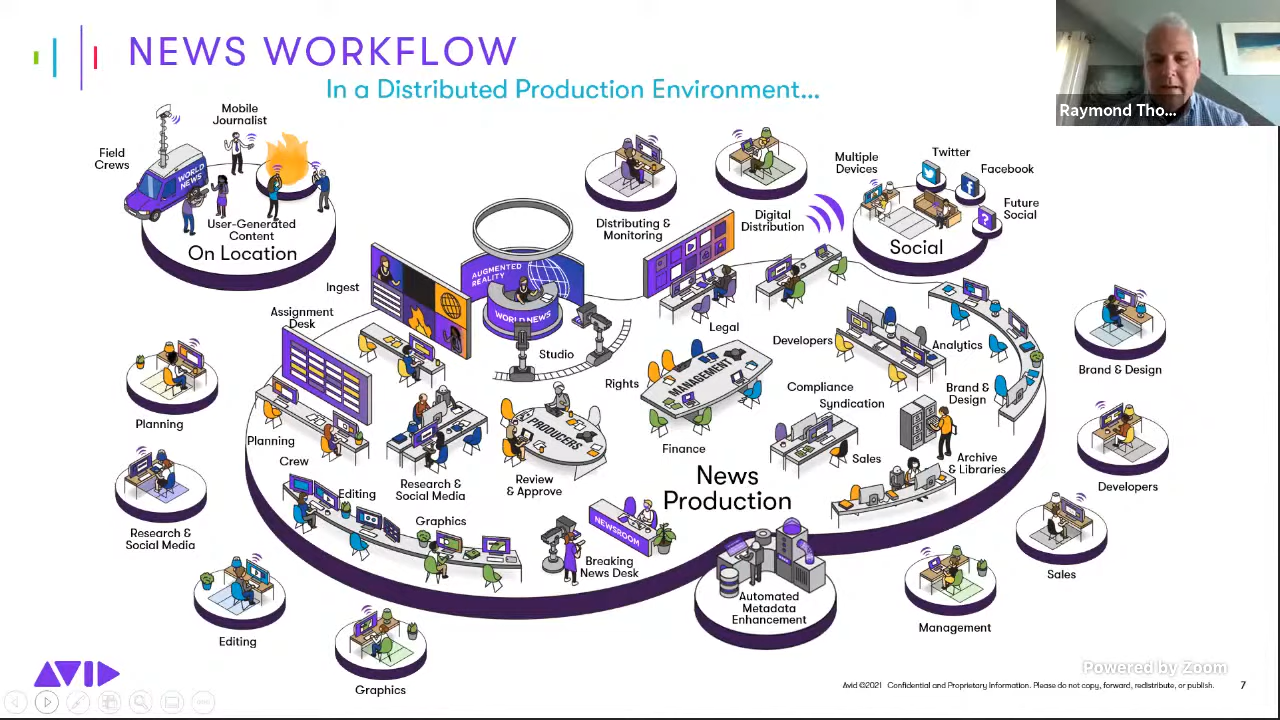 NEWS WORKFLOW
In a Distributed Production Environment...
Raymond Tho...
Mobile
Journalist
Field
Crews
WORLD
NEWS
User-Generated
Content
On Location
Distributing &
Monitoring
Digital
Distribution
Multiple
Devices
Twitter
Facebook
Future
Social
?
Social
Ingest
AUGMENTED
REALITY
WORLD NEWS
Studio
Assignment
Desk
Legal
Developers
Analytics
Rights
MANAGEMENT
Compliance
Syndication
Brand &
Design
Finance
Sales
Archive
& Libraries
Planning
Crew
PRODUCERS
Research &
Social Media
Review
& Approve
News
Production
Editing
Graphics
NEWSROOM
Breaking
News Desk
Automated
Metadata
Enhancement
Planning
Research &
Social Media
Editing
Graphics
Brand & Design
Developers
Sales
Management
AVID
Powered by Zoom
Avid ©2021 Confidential and Proprietary Information. Please do not copy, forward, redistribute, or publish.
7